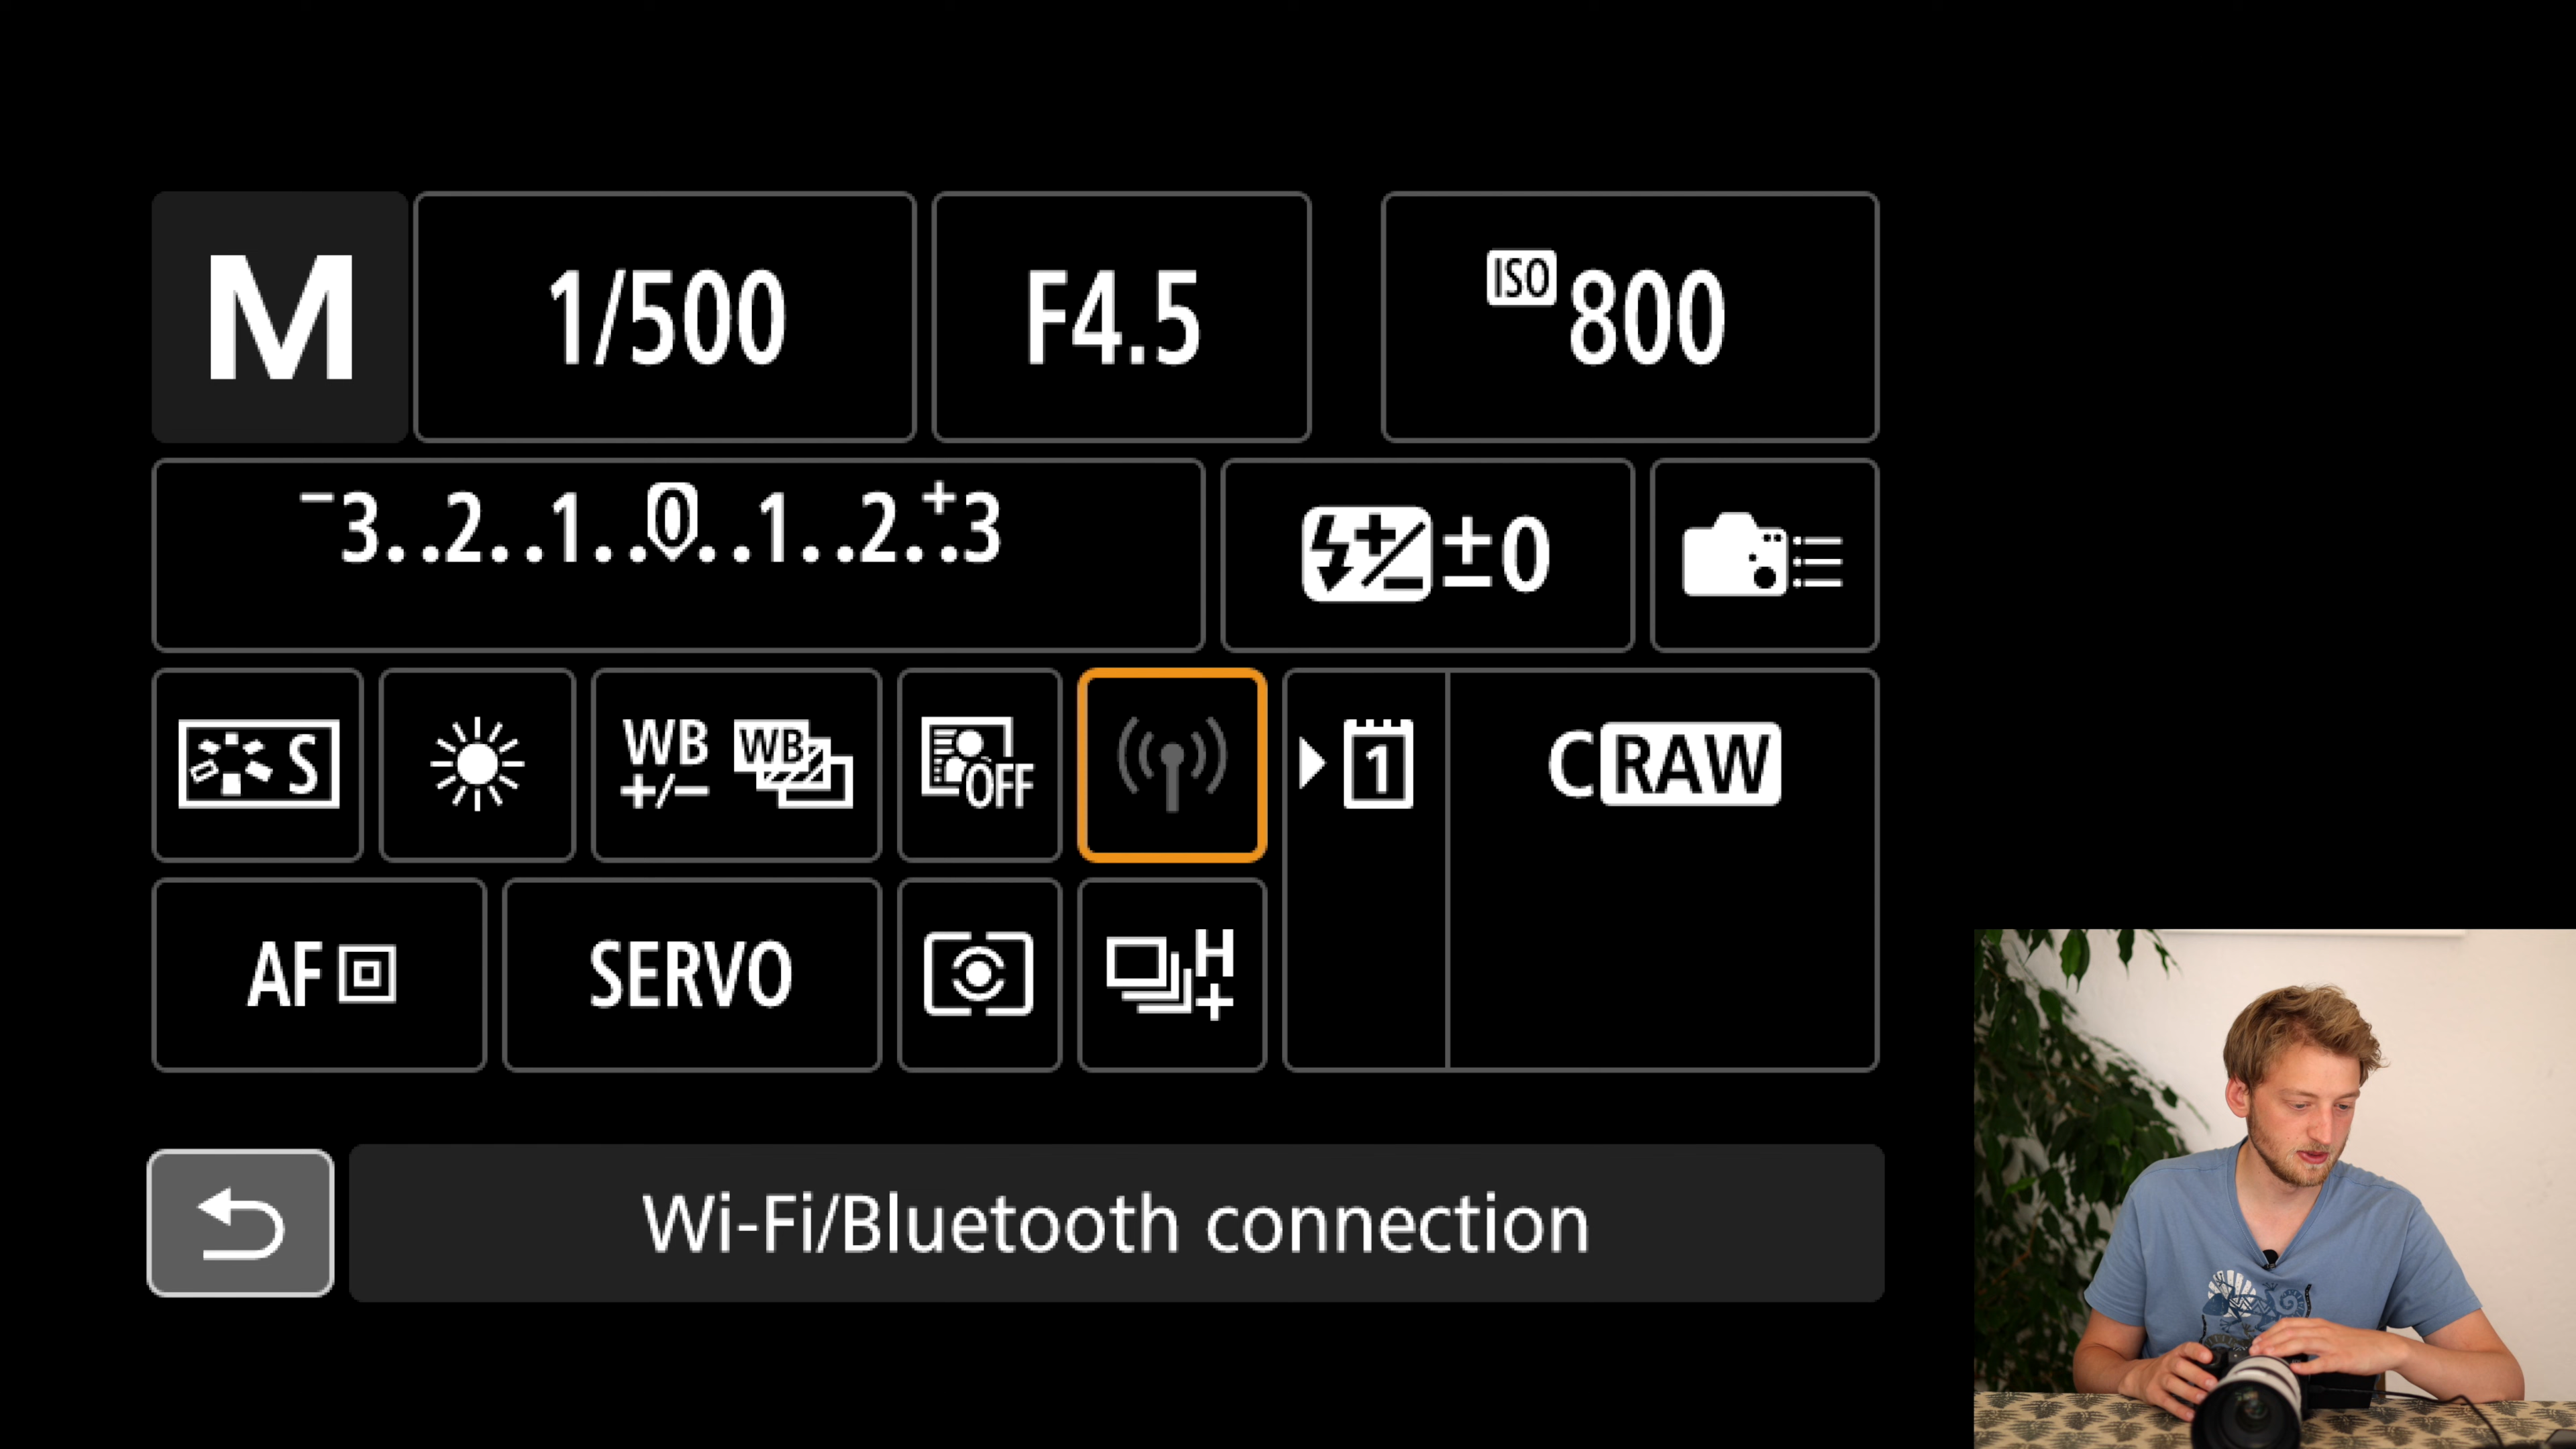 M 1/500 F4.5 ISO 800
-3..2..1..0..1..2..+3 ±0
S WB +/- WB OFF 1 C RAW
AF SERVO H+
Wi-Fi/Bluetooth connection